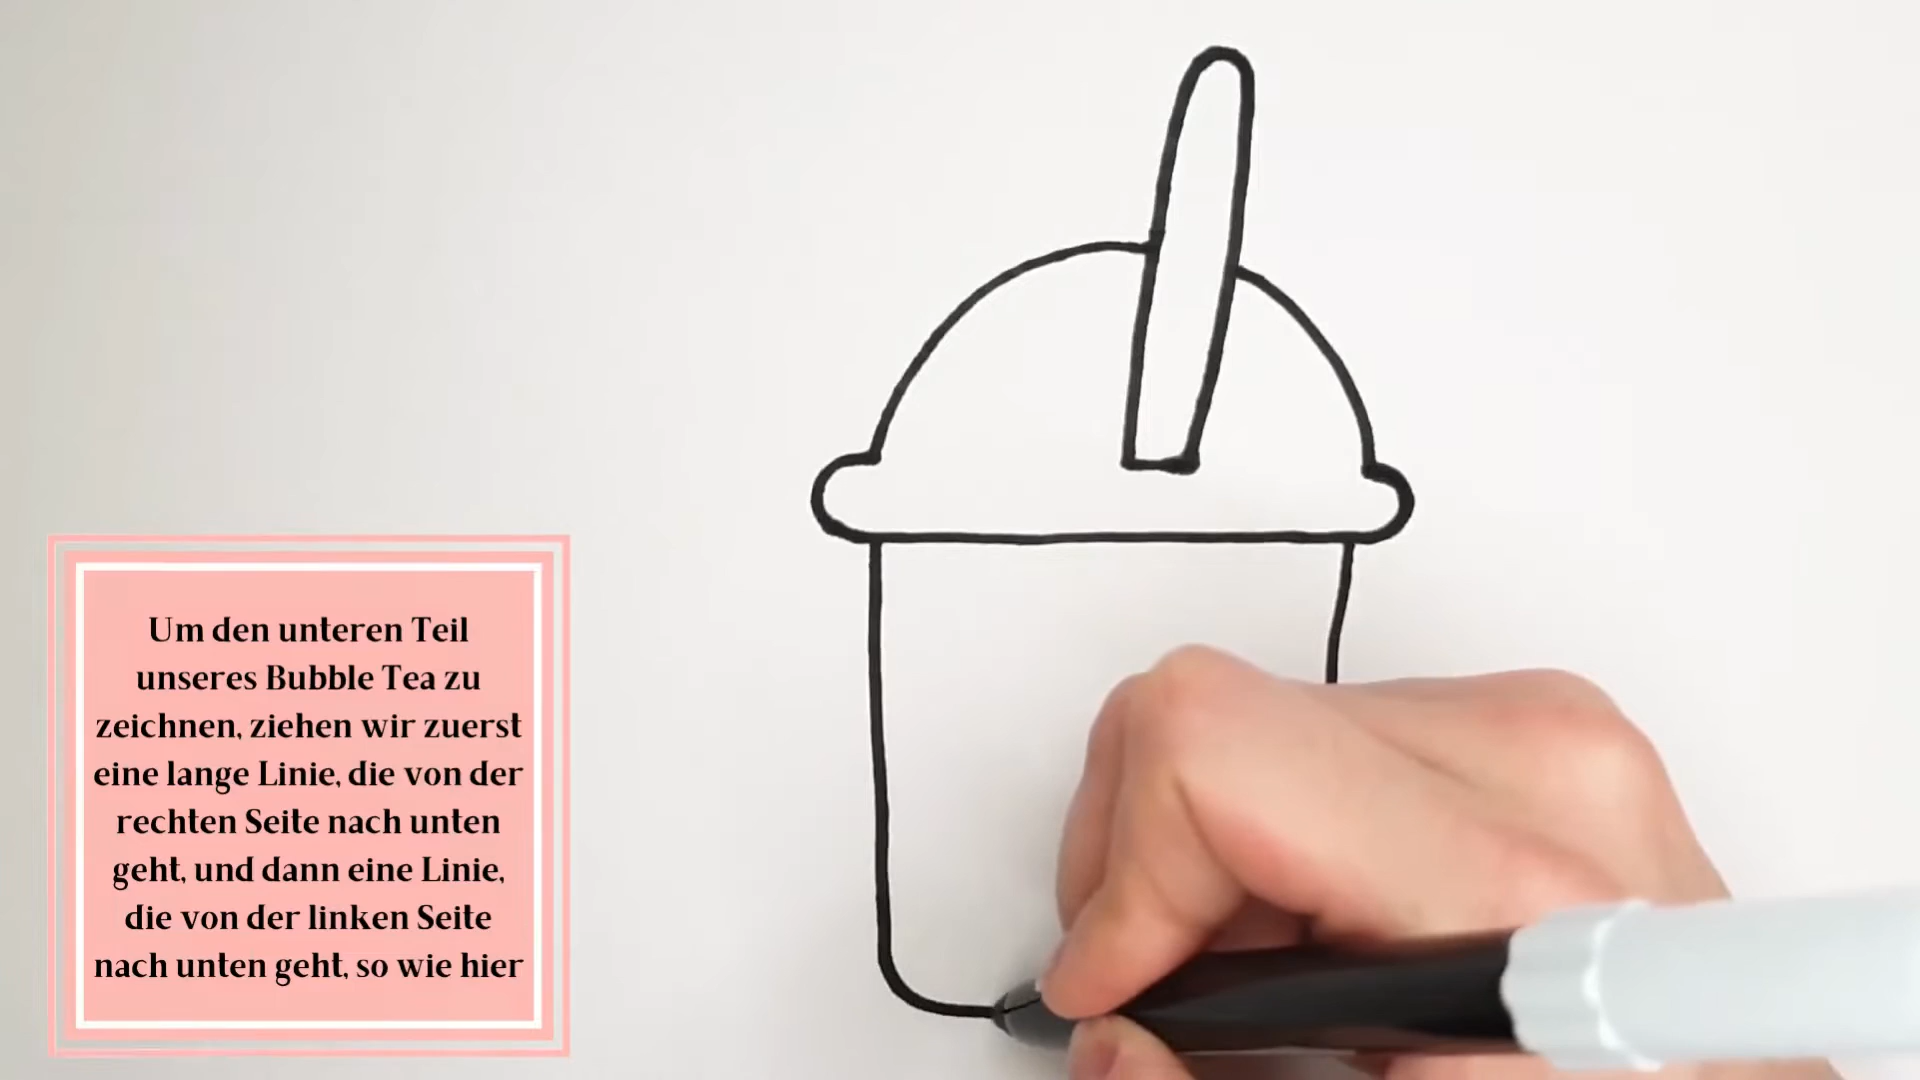 Um den unteren Teil
unseres Bubble Tea zu
zeichnen, ziehen wir zuerst
eine lange Linie, die von der
rechten Seite nach unten
geht, und dann eine Linie,
die von der linken Seite
nach unten geht, so wie hier